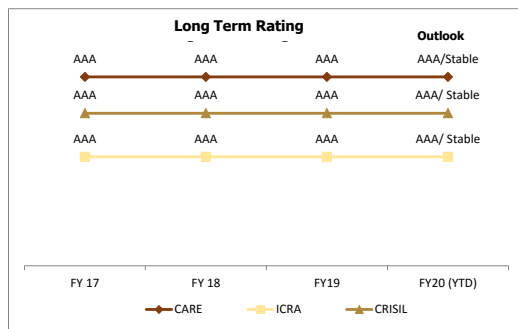 Long Term Rating
Outlook
AAA AAA AAA AAA/Stable
AAA AAA AAA AAA/ Stable
AAA AAA AAA AAA/ Stable
FY 17 FY 18 FY19 FY20 (YTD)
CARE ICRA CRISIL